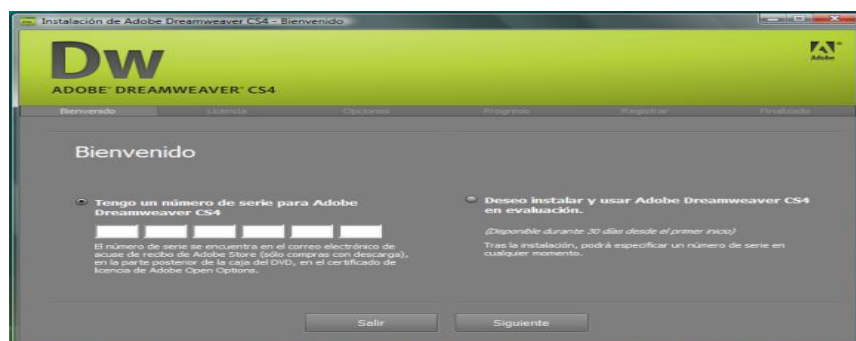 Instalación de Adobe Dreamweaver CS4 - Bienvenido
Dw
Adobe
ADOBE® DREAMWEAVER® CS4
Bienvenido Licencia Opciones Progreso Registrar Finalizado
Bienvenido
Tengo un número de serie para Adobe
Dreamweaver CS4
El número de serie se encuentra en el correo electrónico de
acuse de recibo de Adobe Store (sólo compras con descarga),
en la parte posterior de la caja del DVD, en el certificado de
licencia de Adobe Open Options.
Deseo instalar y usar Adobe Dreamweaver CS4
en evaluación.
(Disponible durante 30 días desde el primer inicio)
Tras la instalación, podrá especificar un número de serie en
cualquier momento.
Salir Siguiente